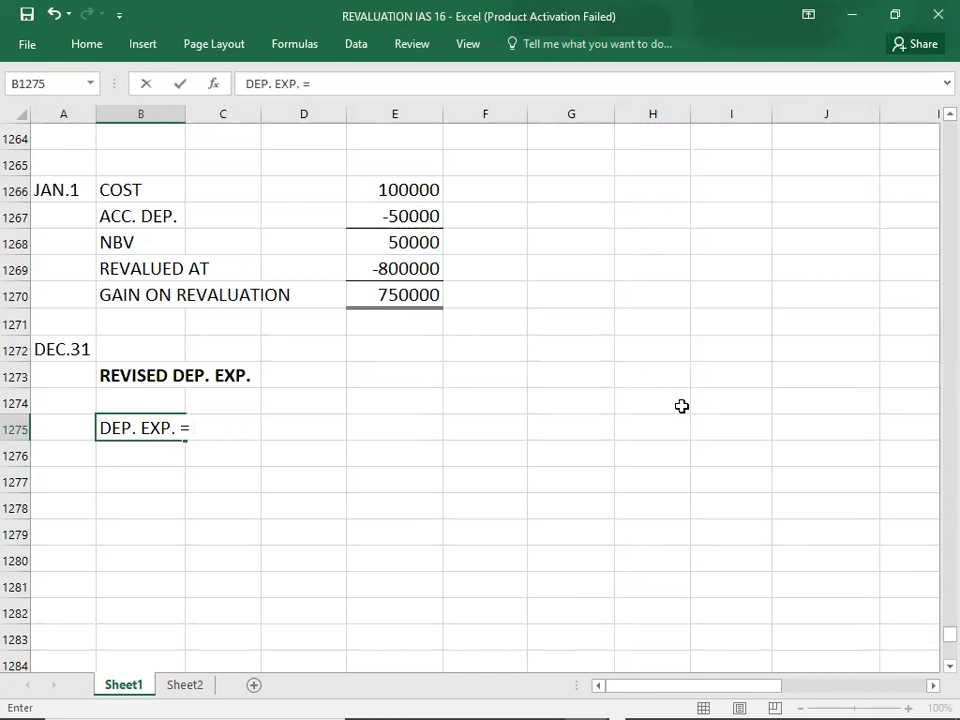 REVALUATION IAS 16 - Excel (Product Activation Failed)
File Home Insert Page Layout Formulas Data Review View Tell me what you want to do... Share
B1275 fx DEP. EXP. =
A B C D E F G H I J
1264
1265
1266 JAN.1 COST 100000
1267 ACC. DEP. -50000
1268 NBV 50000
1269 REVALUED AT -800000
1270 GAIN ON REVALUATION 750000
1271
1272 DEC.31
1273 REVISED DEP. EXP.
1274
1275 DEP. EXP. =
1276
1277
1278
1279
1280
1281
1282
1283
1284
Sheet1 Sheet2
Enter 100%